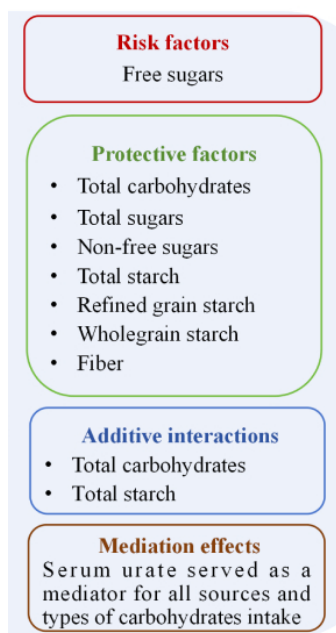 Risk factors
Free sugars
Protective factors
• Total carbohydrates
• Total sugars
• Non-free sugars
• Total starch
• Refined grain starch
• Wholegrain starch
• Fiber
Additive interactions
• Total carbohydrates
• Total starch
Mediation effects
Serum urate served as a
mediator for all sources and
types of carbohydrates intake